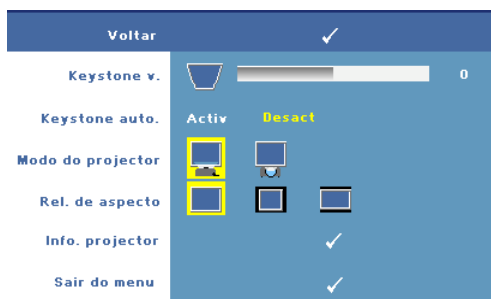 Voltar
Keystone v. 0
Keystone auto. Activ Desact
Modo do projector
Rel. de aspecto
Info. projector
Sair do menu